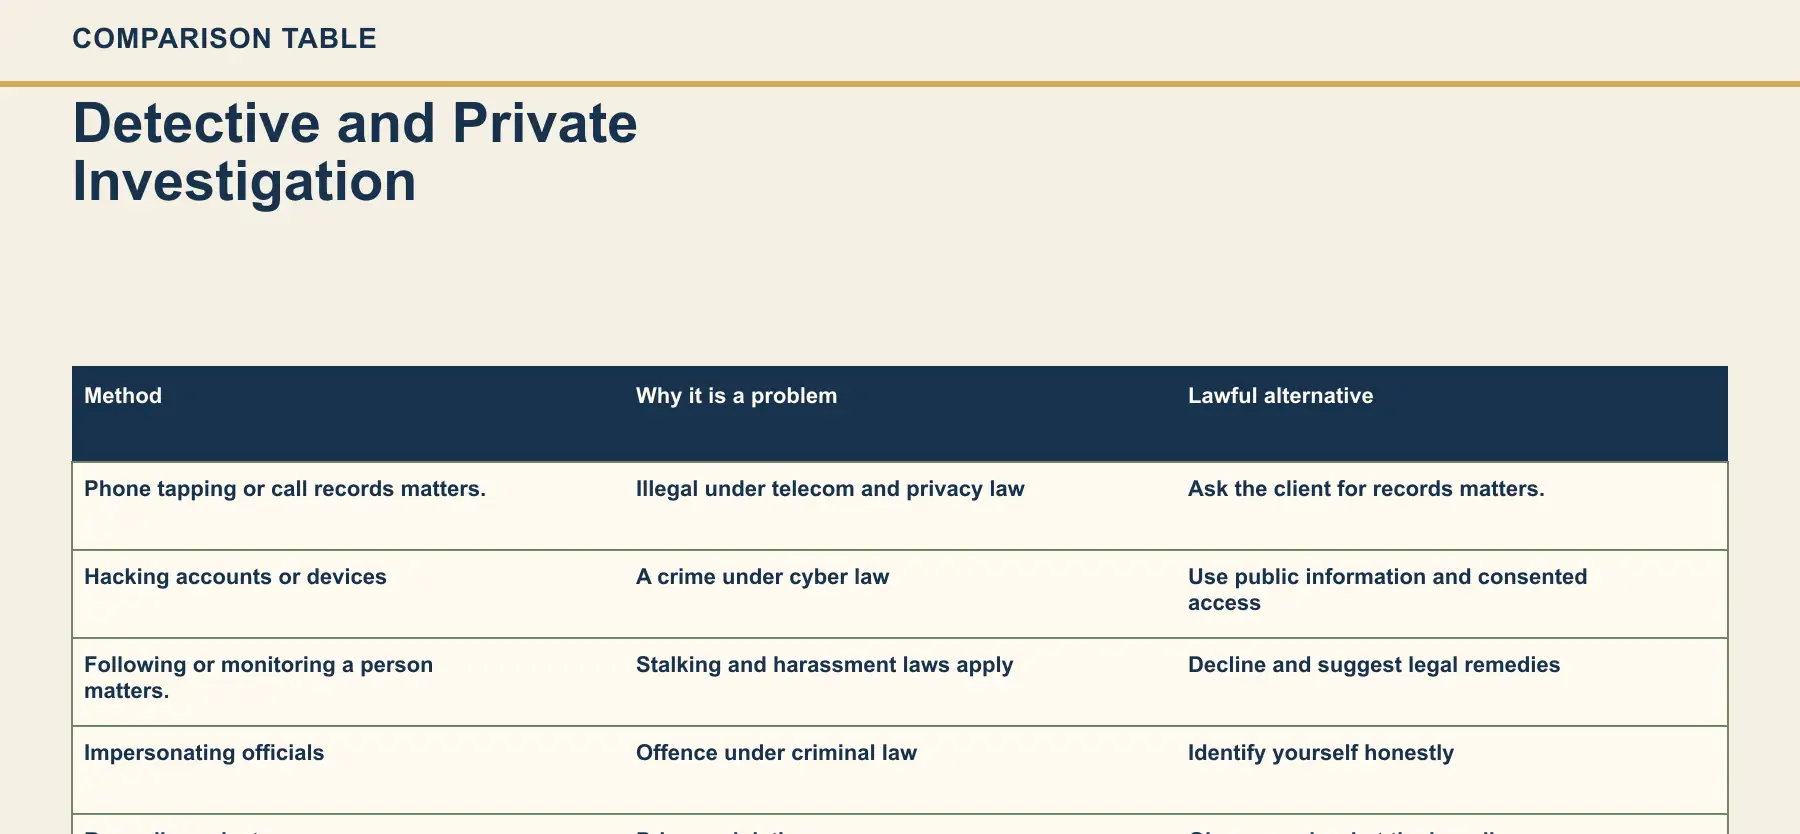 COMPARISON TABLE
Detective and Private
Investigation
Method Why it is a problem Lawful alternative
Phone tapping or call records matters. Illegal under telecom and privacy law Ask the client for records matters.
Hacking accounts or devices A crime under cyber law Use public information and consented
access
Following or monitoring a person Stalking and harassment laws apply Decline and suggest legal remedies
matters.
Impersonating officials Offence under criminal law Identify yourself honestly